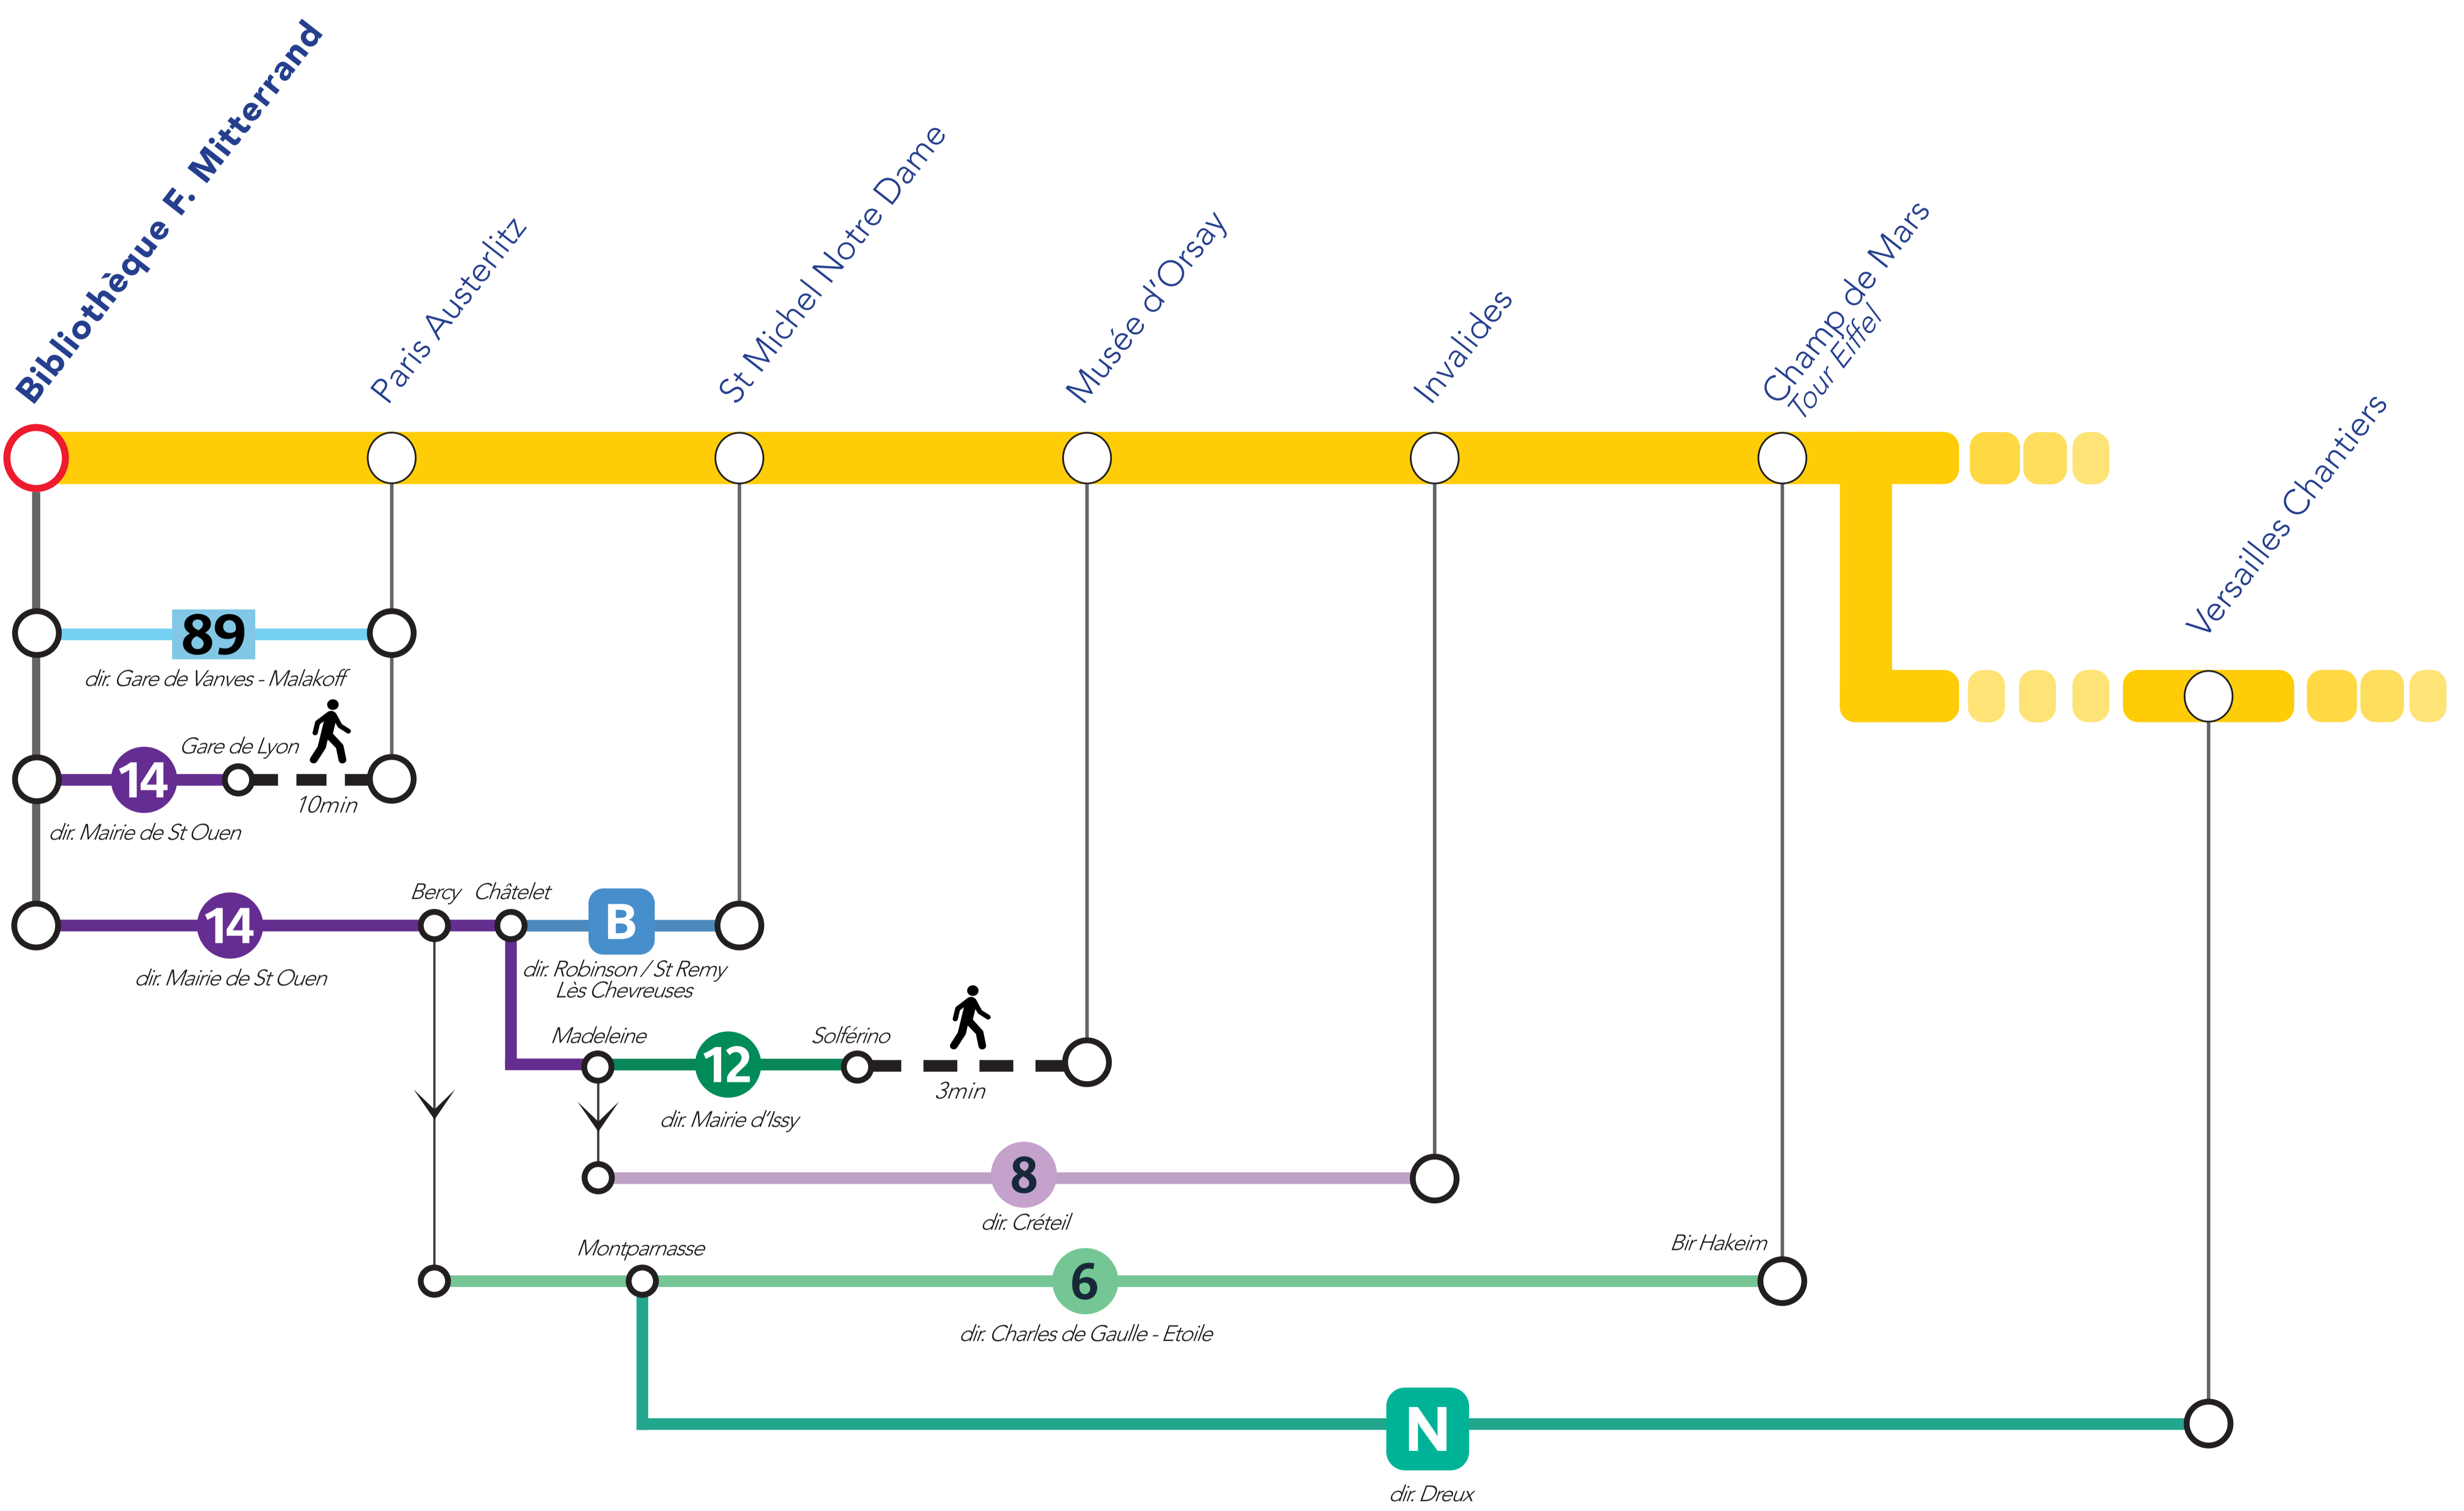 Bibliothèque F. Mitterrand
Paris Austerlitz
St Michel Notre Dame
Musée d'Orsay
Invalides
Champ de Mars
Tour Eiffel
Versailles Chantiers
89
dir. Gare de Vanves - Malakoff
Gare de Lyon
14
10min
dir. Mairie de St Ouen
Bercy
Châtelet
14
B
dir. Mairie de St Ouen
dir. Robinson / St Remy
Lès Chevreuses
Madeleine
12
Solférino
3min
dir. Mairie d'Issy
8
dir. Créteil
Montparnasse
6
Bir Hakeim
dir. Charles de Gaulle - Etoile
N
dir. Dreux